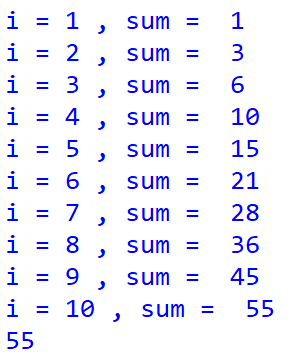 i = 1 , sum =  1
i = 2 , sum =  3
i = 3 , sum =  6
i = 4 , sum =  10
i = 5 , sum =  15
i = 6 , sum =  21
i = 7 , sum =  28
i = 8 , sum =  36
i = 9 , sum =  45
i = 10 , sum =  55
55